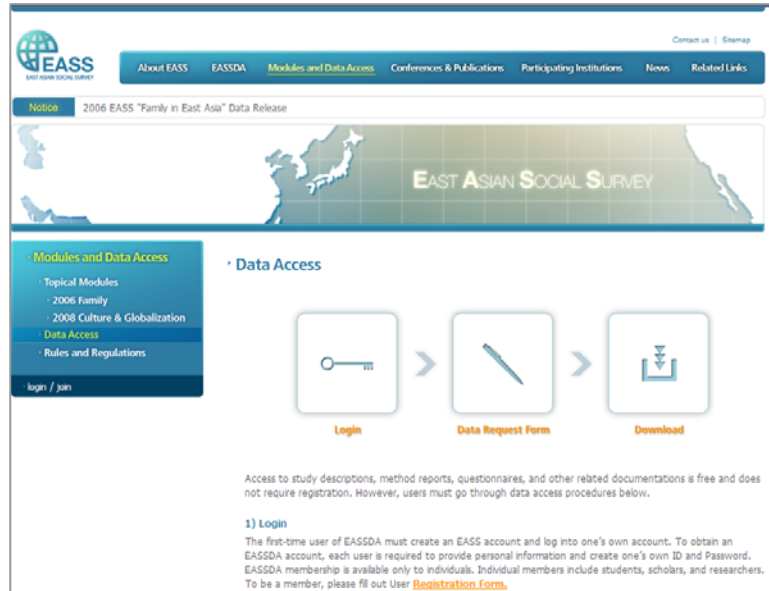 Contact us | Sitemap
EASS
EAST ASIAN SOCIAL SURVEY
About EASS EASSDA Modules and Data Access Conferences & Publications Participating Institutions News Related Links
Notice 2006 EASS "Family in East Asia" Data Release
EAST ASIAN SOCIAL SURVEY
· Modules and Data Access
· Topical Modules
· 2006 Family
· 2008 Culture & Globalization
· Data Access
· Rules and Regulations
· login / join
· Data Access
Login Data Request Form Download
Access to study descriptions, method reports, questionnaires, and other related documentations is free and does
not require registration. However, users must go through data access procedures below.
1) Login
The first-time user of EASSDA must create an EASS account and log into one's own account. To obtain an
EASSDA account, each user is required to provide personal information and create one's own ID and Password.
EASSDA membership is available only to individuals. Individual members include students, scholars, and researchers.
To be a member, please fill out User Registration Form.